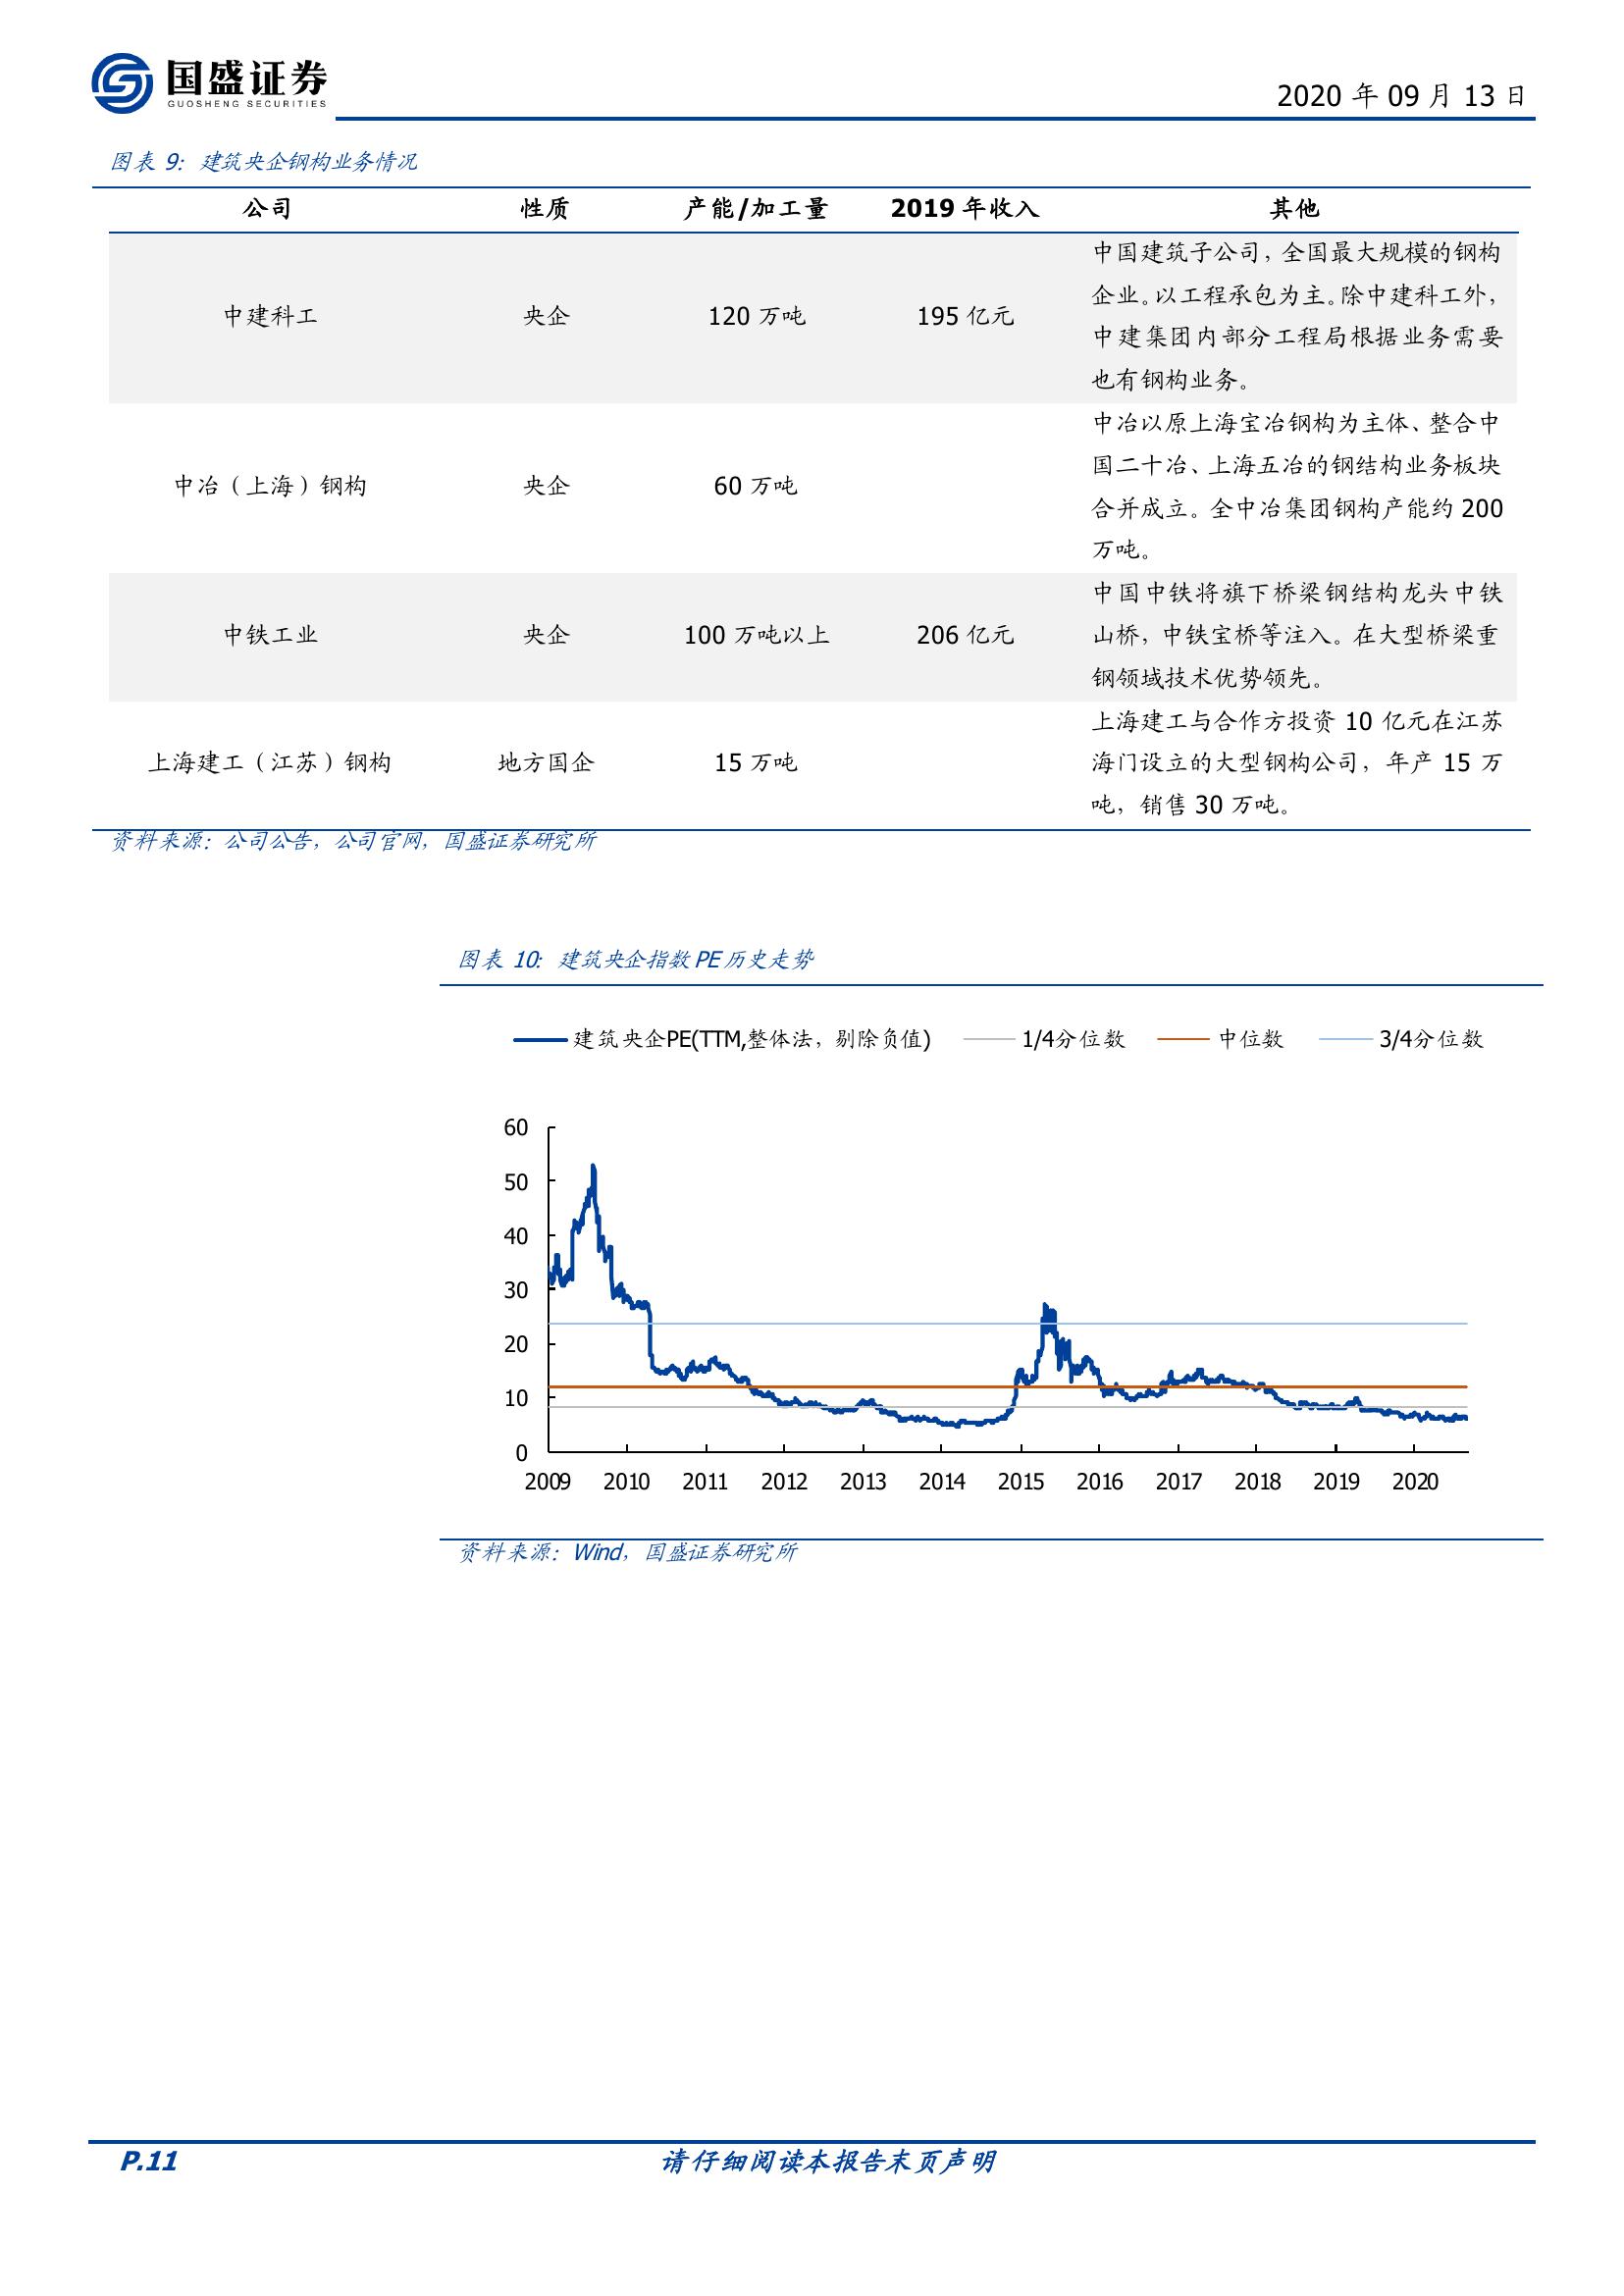 国盛证券
GUOSHENG SECURITIES
2020 年 09 月 13 日
图表 9：建筑央企钢构业务情况
公司 性质 产能/加工量 2019 年收入 其他
中建科工 央企 120 万吨 195 亿元
中国建筑子公司，全国最大规模的钢构
企业。以工程承包为主。除中建科工外，
中建集团内部分工程局根据业务需要
也有钢构业务。
中冶（上海）钢构 央企 60 万吨
中冶以原上海宝冶钢构为主体、整合中
国二十冶、上海五冶的钢结构业务板块
合并成立。全中冶集团钢构产能约 200
万吨。
中铁工业 央企 100 万吨以上 206 亿元
中国中铁将旗下桥梁钢结构龙头中铁
山桥，中铁宝桥等注入。在大型桥梁重
钢领域技术优势领先。
上海建工（江苏）钢构 地方国企 15 万吨
上海建工与合作方投资 10 亿元在江苏
海门设立的大型钢构公司，年产 15 万
吨，销售 30 万吨。
资料来源：公司公告，公司官网，国盛证券研究所
图表 10：建筑央企指数 PE 历史走势
建筑央企PE(TTM,整体法，剔除负值) 1/4分位数 中位数 3/4分位数
60
50
40
30
20
10
0
2009 2010 2011 2012 2013 2014 2015 2016 2017 2018 2019 2020
资料来源：Wind，国盛证券研究所
P.11 请仔细阅读本报告末页声明